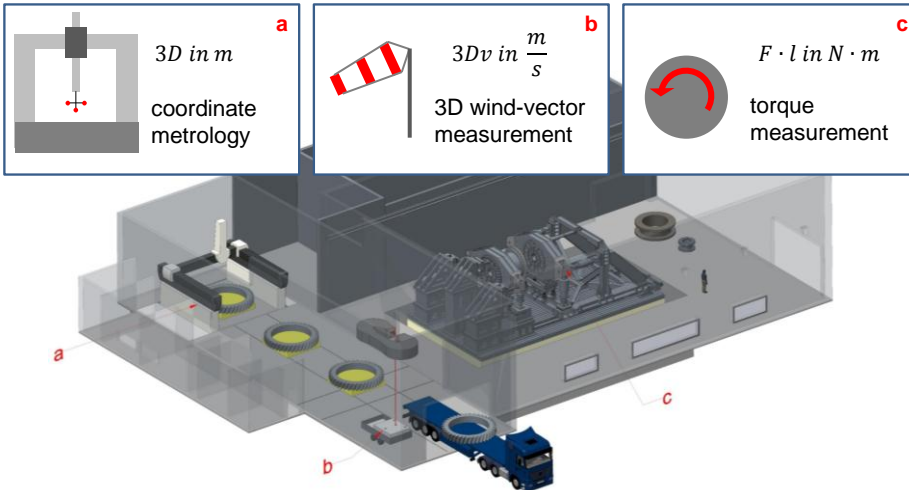 a
3D in m
coordinate
metrology
b
3Dv in m/s
3D wind-vector
measurement
c
F · l in N · m
torque
measurement
a
b
c